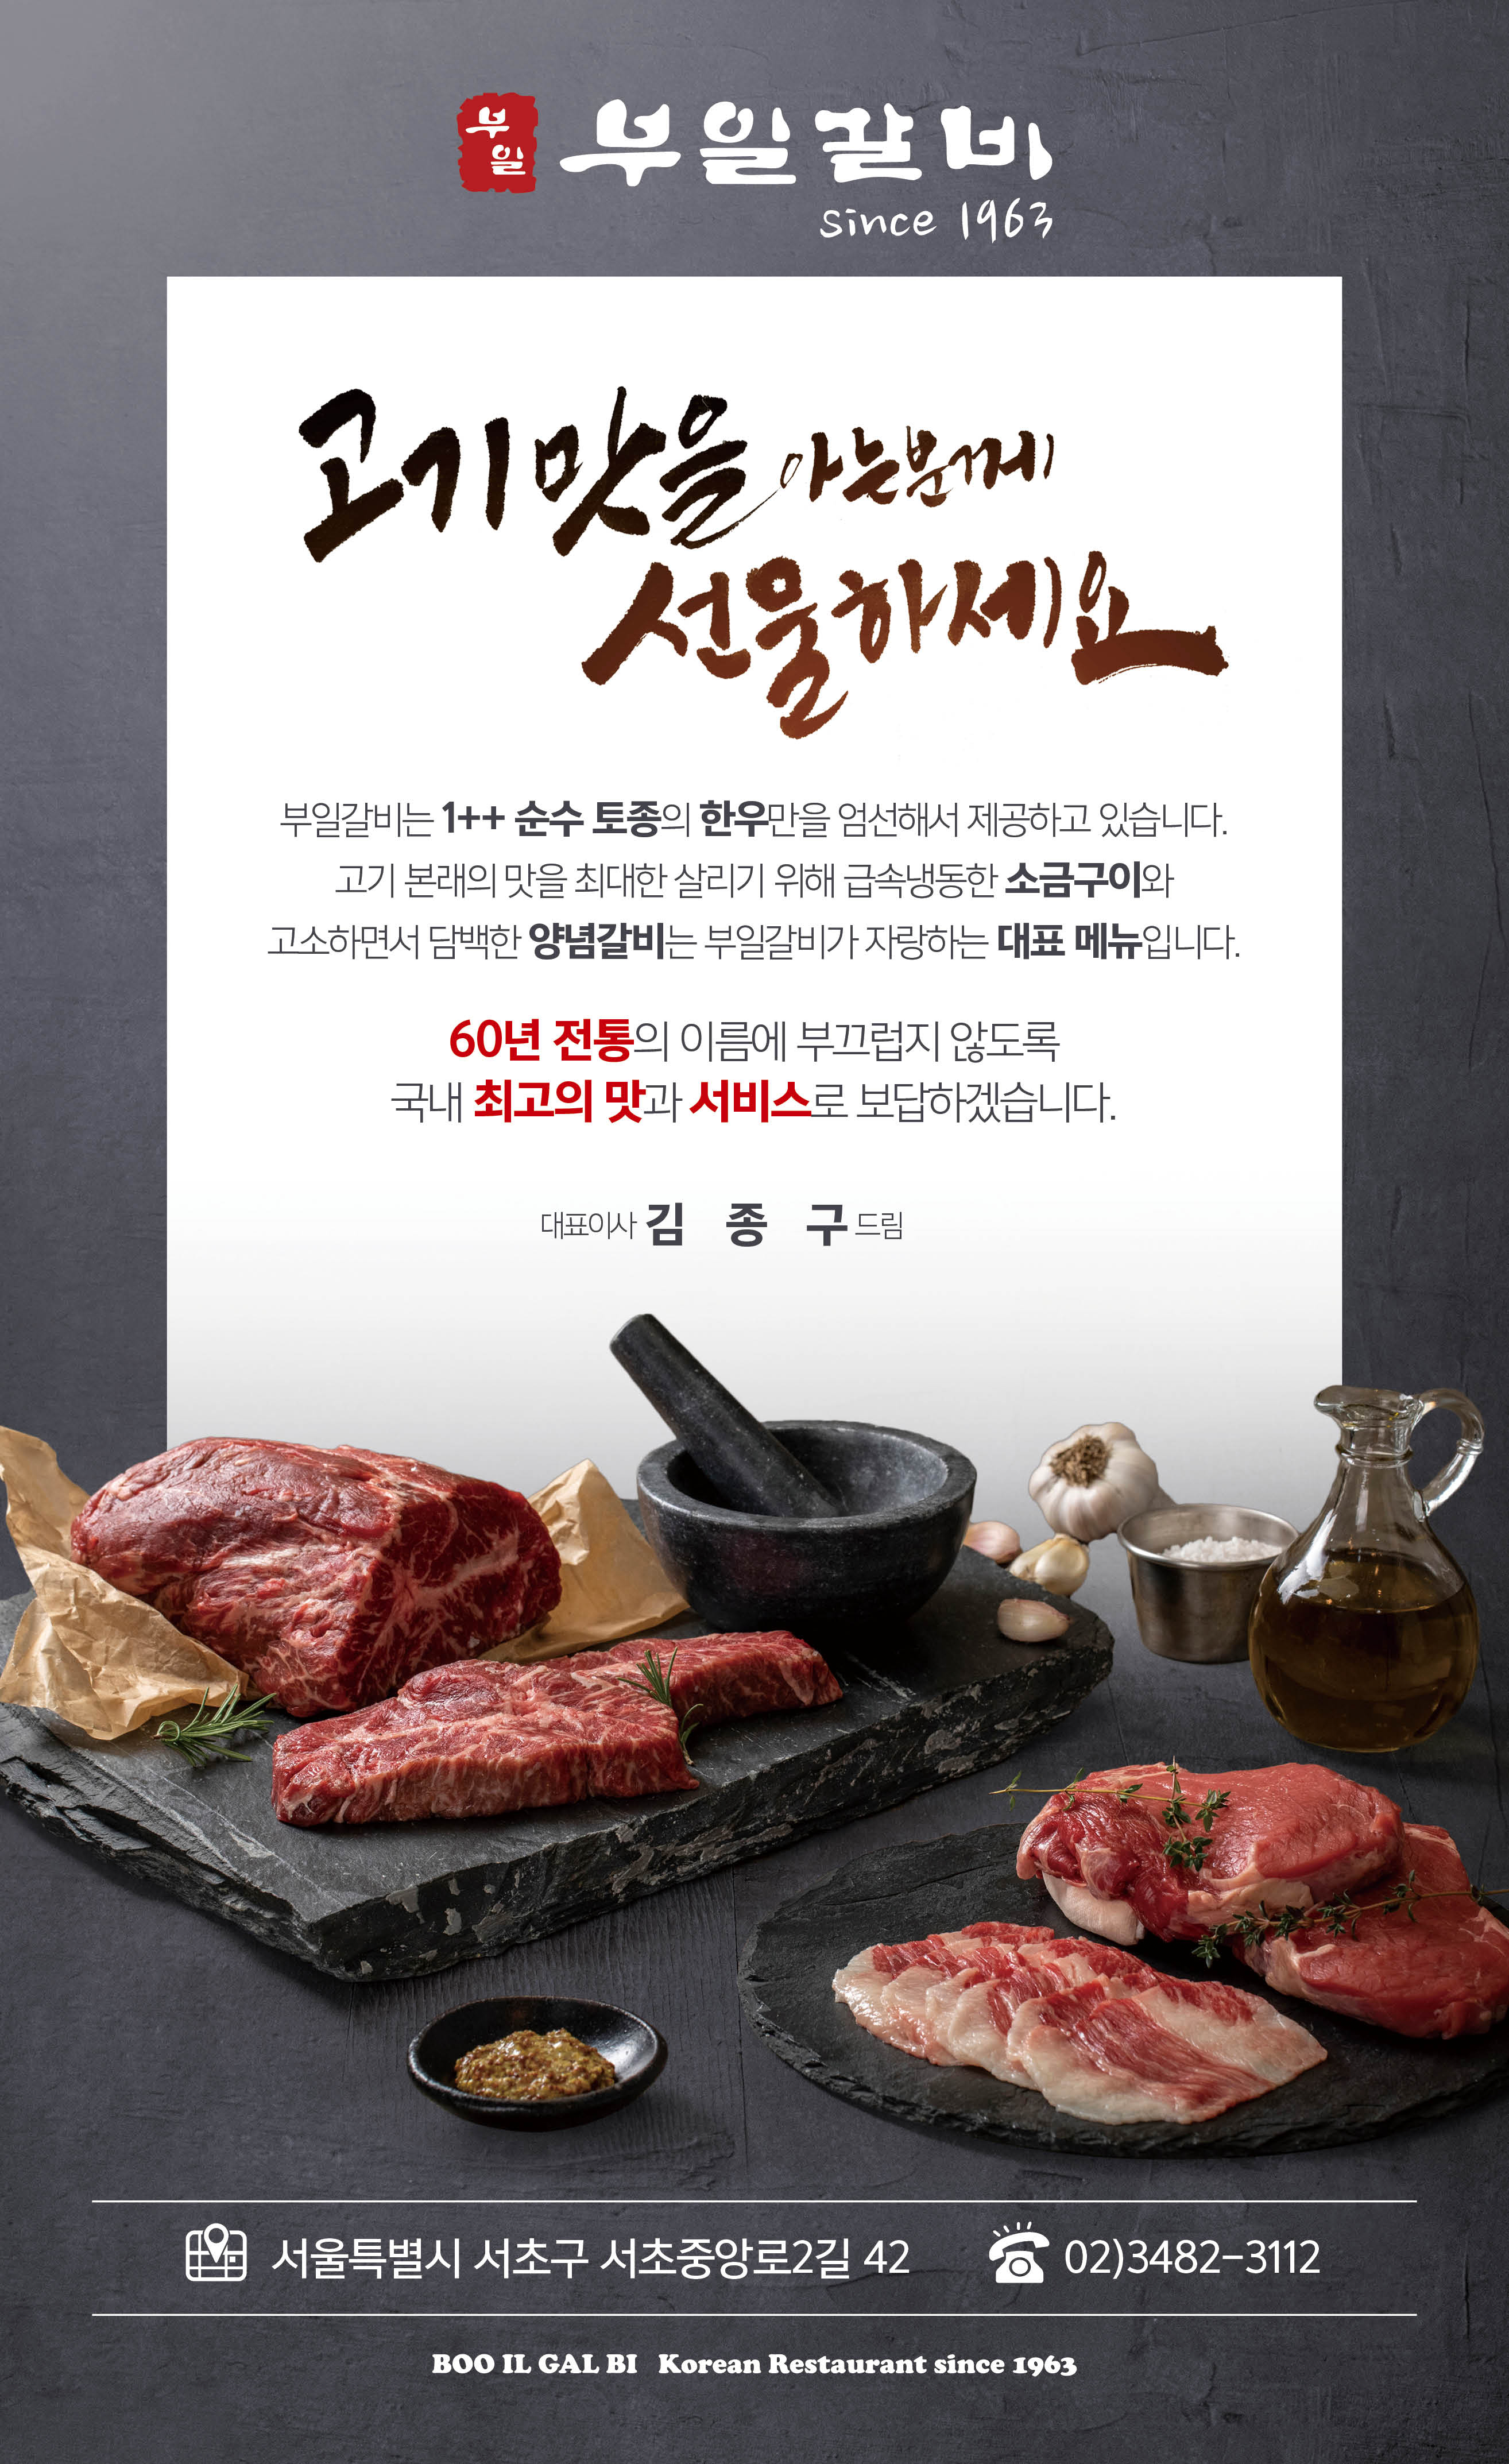 부일
부일갈비
since 1963
고기 맛을 아는분께
선물하세요
부일갈비는 1++ 순수 토종의 한우만을 엄선해서 제공하고 있습니다.
고기 본래의 맛을 최대한 살리기 위해 급속냉동한 소금구이와
고소하면서 담백한 양념갈비는 부일갈비가 자랑하는 대표 메뉴입니다.
60년 전통의 이름에 부끄럽지 않도록
국내 최고의 맛과 서비스로 보답하겠습니다.
대표이사 김 종 구 드림
서울특별시 서초구 서초중앙로2길 42 02)3482-3112
BOO IL GAL BI Korean Restaurant since 1963